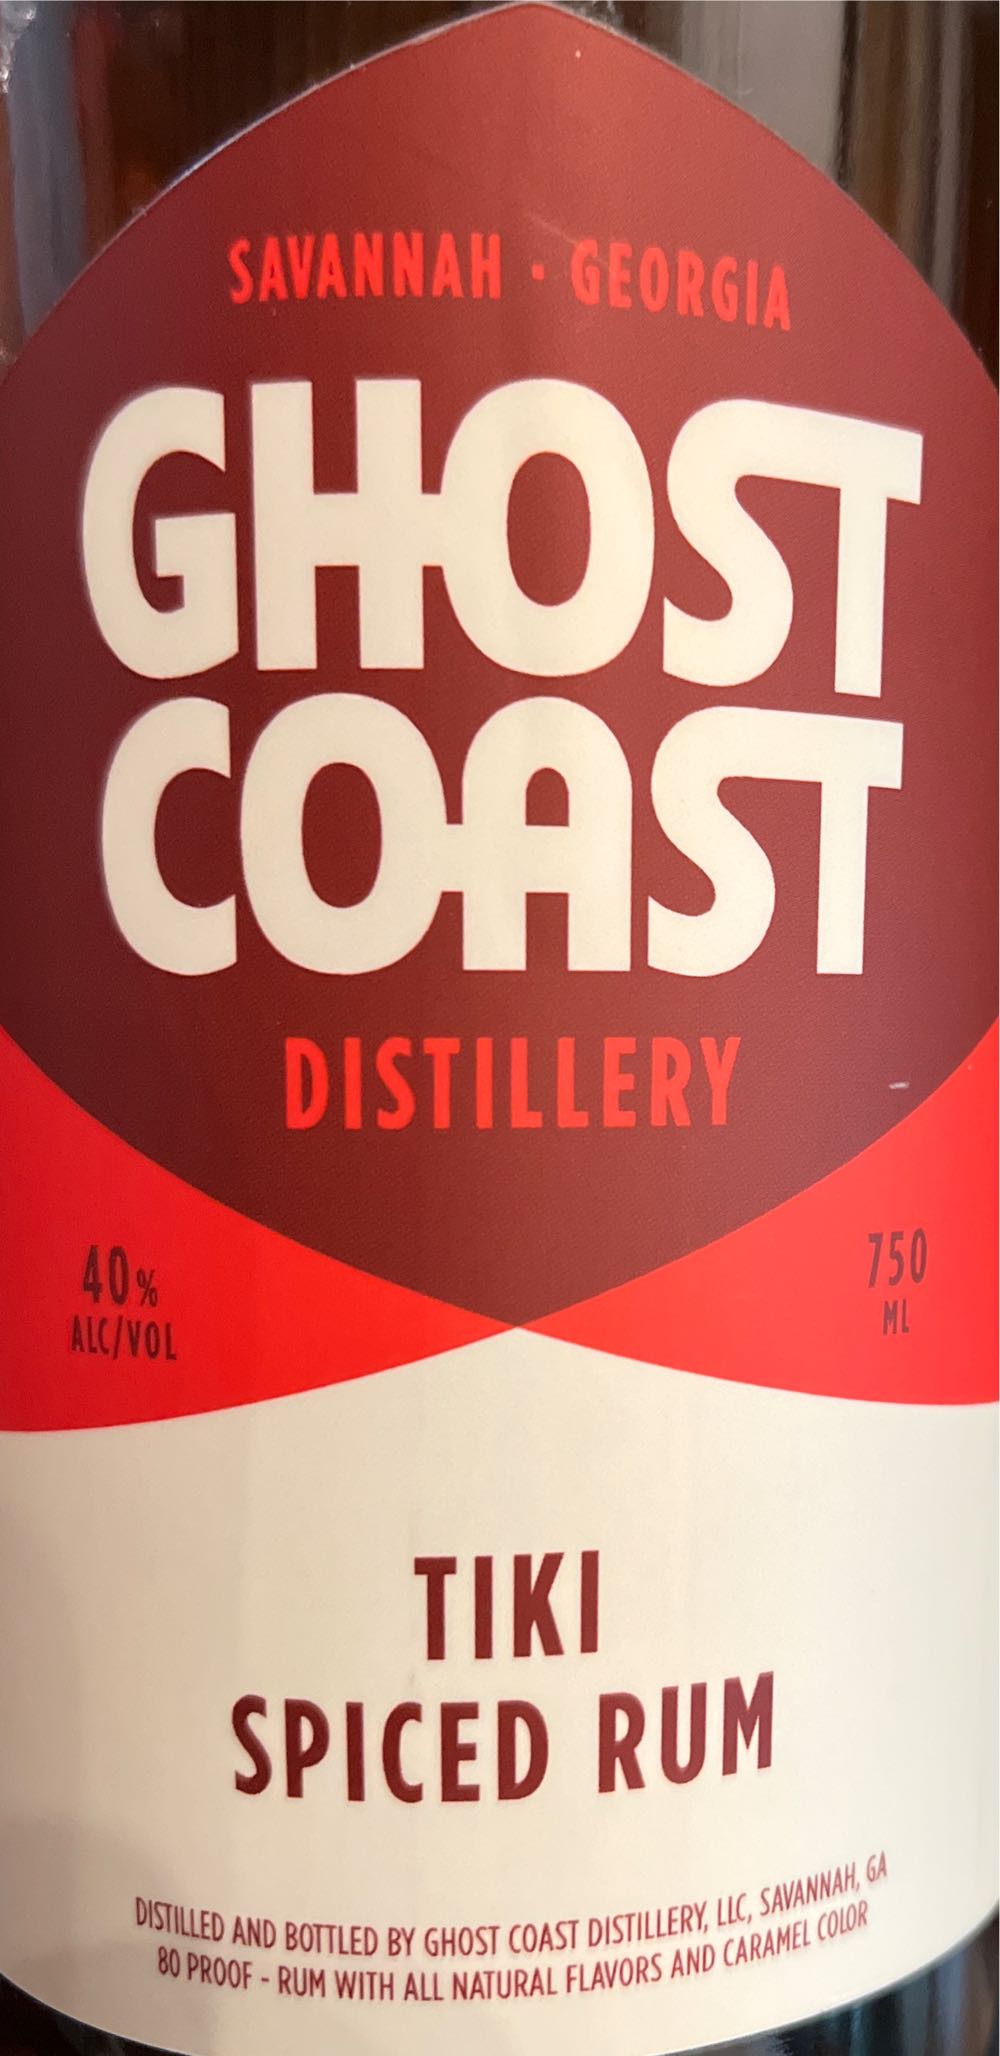 SAVANNAH · GEORGIA
GHOST
COAST
DISTILLERY
40%
ALC/VOL
750
ML
TIKI
SPICED RUM
DISTILLED AND BOTTLED BY GHOST COAST DISTILLERY, LLC, SAVANNAH, GA
80 PROOF - RUM WITH ALL NATURAL FLAVORS AND CARAMEL COLOR